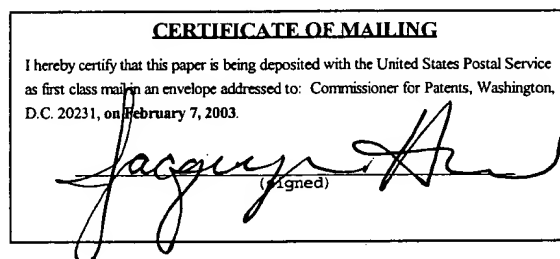 CERTIFICATE OF MAILING
I hereby certify that this paper is being deposited with the United States Postal Service
as first class mail in an envelope addressed to: Commissioner for Patents, Washington,
D.C. 20231, on February 7, 2003.
Jacquelyn
(signed)